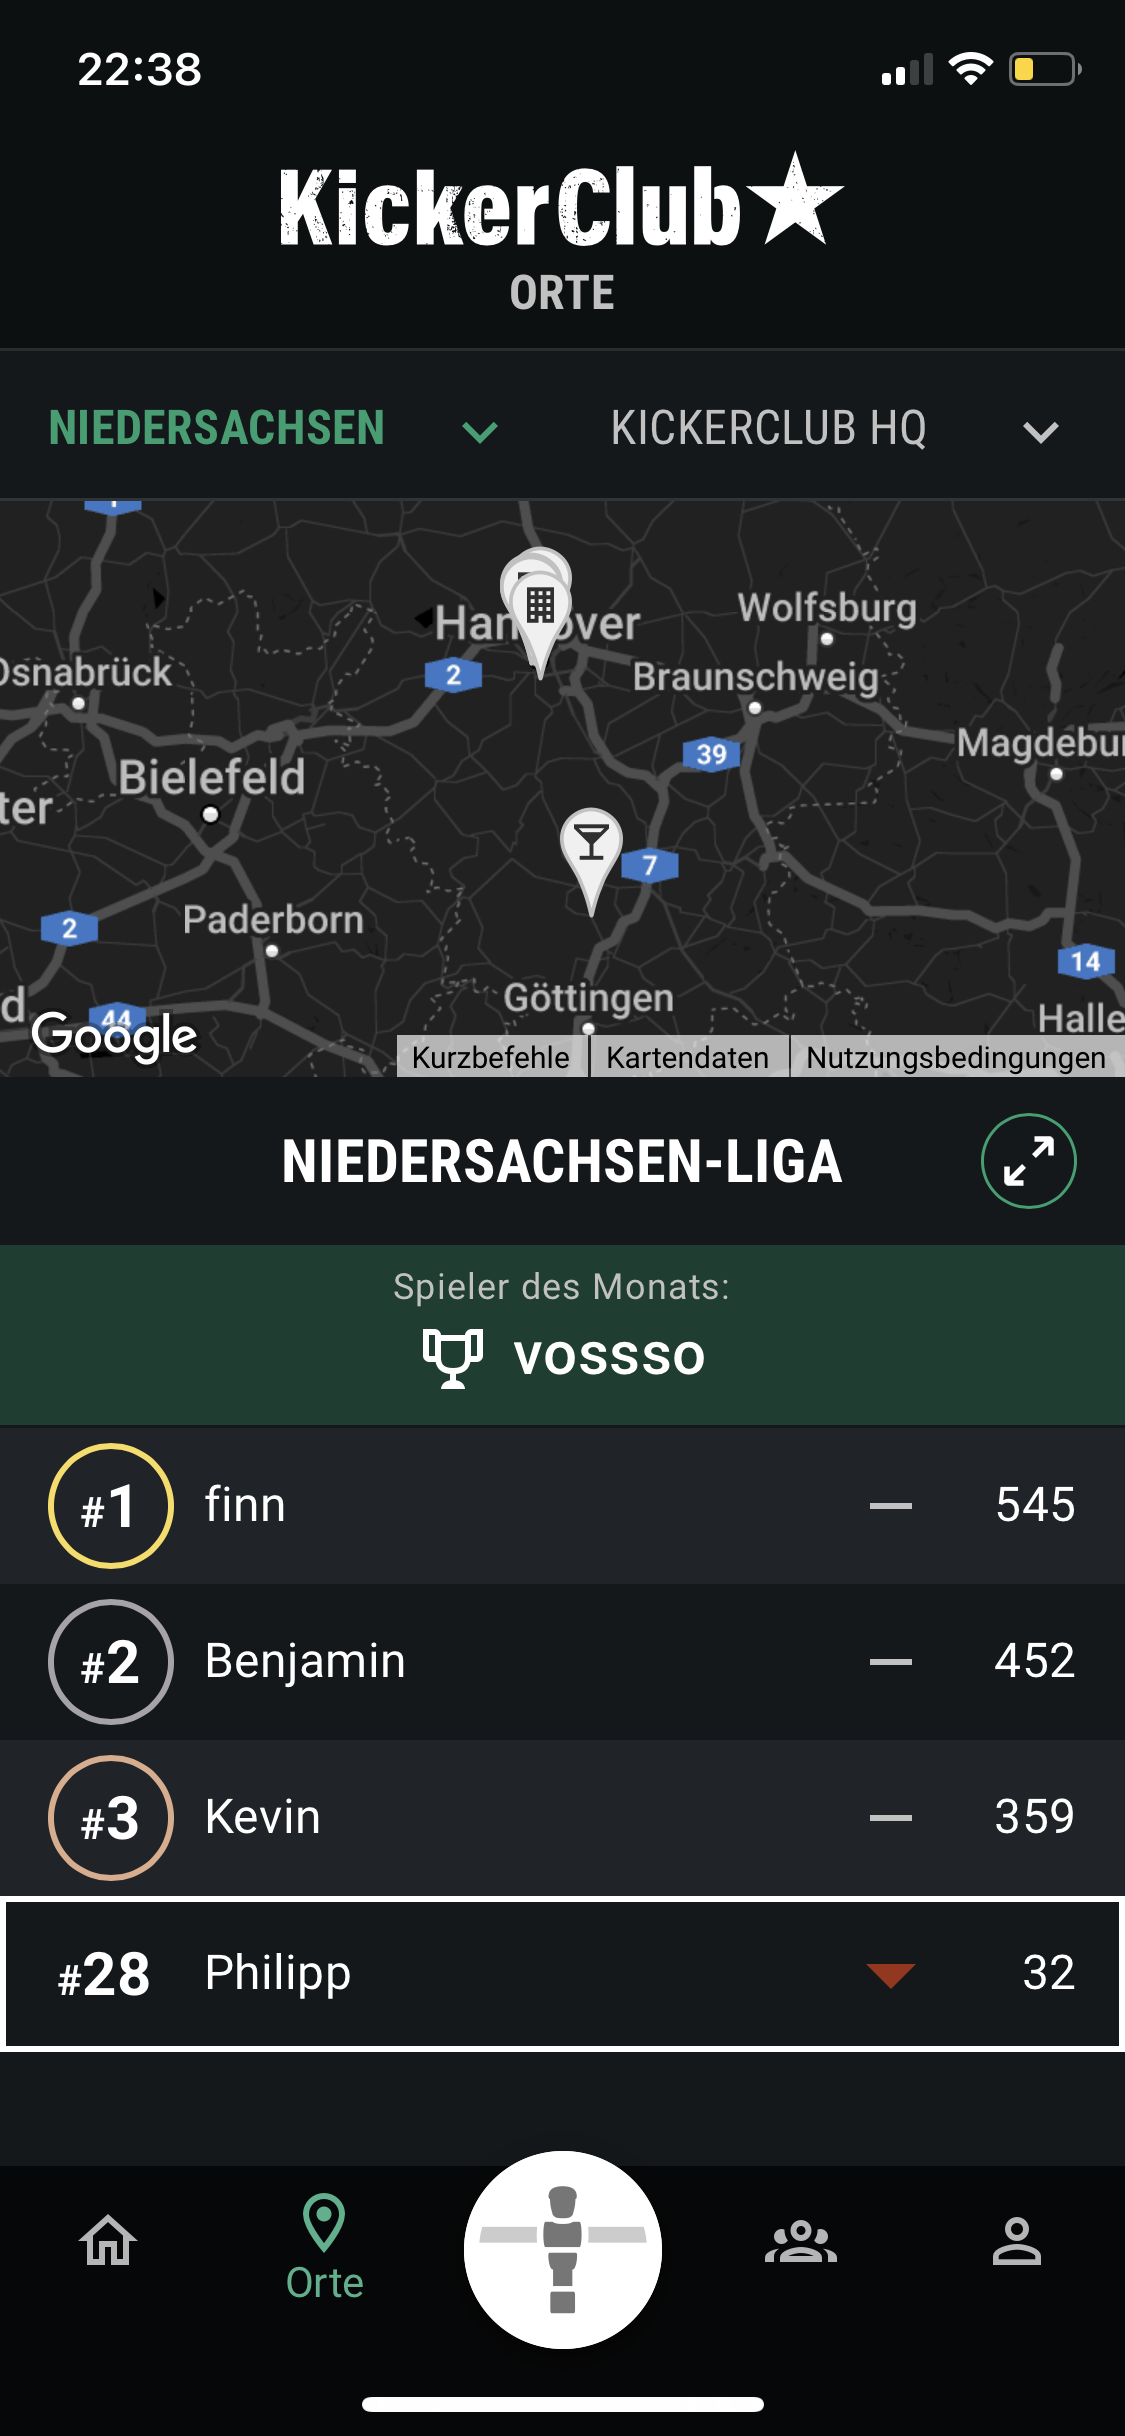 22:38
KickerClub
ORTE
NIEDERSACHSEN
KICKERCLUB HQ
Hannover
Wolfsburg
Osnabrück
2
Braunschweig
39
Magdebur
Bielefeld
ter
7
Paderborn
2
14
Göttingen
d
44
Halle
Google
Kurzbefehle
Kartendaten
Nutzungsbedingungen
NIEDERSACHSEN-LIGA
Spieler des Monats:
vossso
#1 finn — 545
#2 Benjamin — 452
#3 Kevin — 359
#28 Philipp 32
Orte